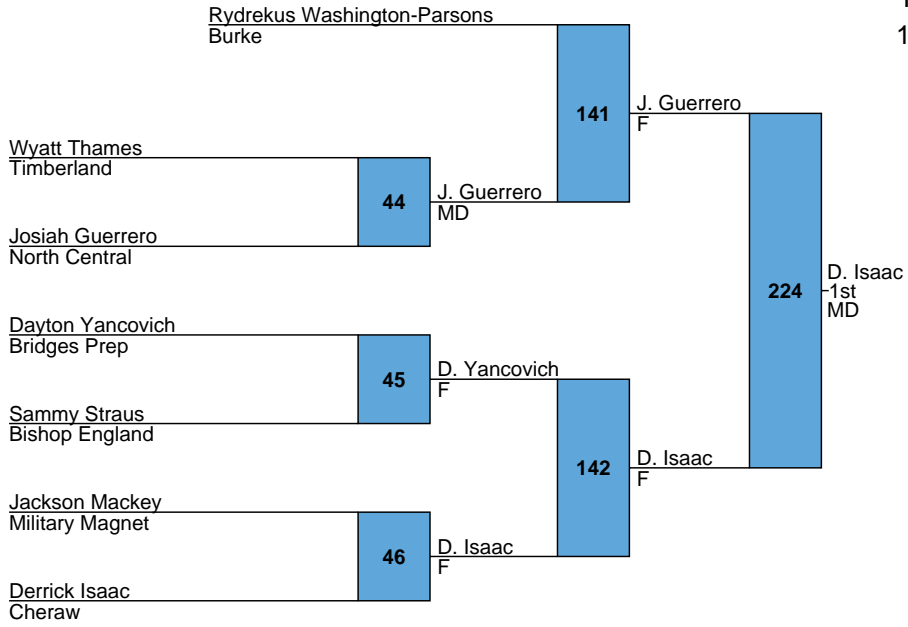 Rydrekus Washington-Parsons
Burke
1
141
J. Guerrero
F
Wyatt Thames
Timberland
44
J. Guerrero
MD
Josiah Guerrero
North Central
224
D. Isaac
1st
MD
Dayton Yancovich
Bridges Prep
45
D. Yancovich
F
Sammy Straus
Bishop England
142
D. Isaac
F
Jackson Mackey
Military Magnet
46
D. Isaac
F
Derrick Isaac
Cheraw